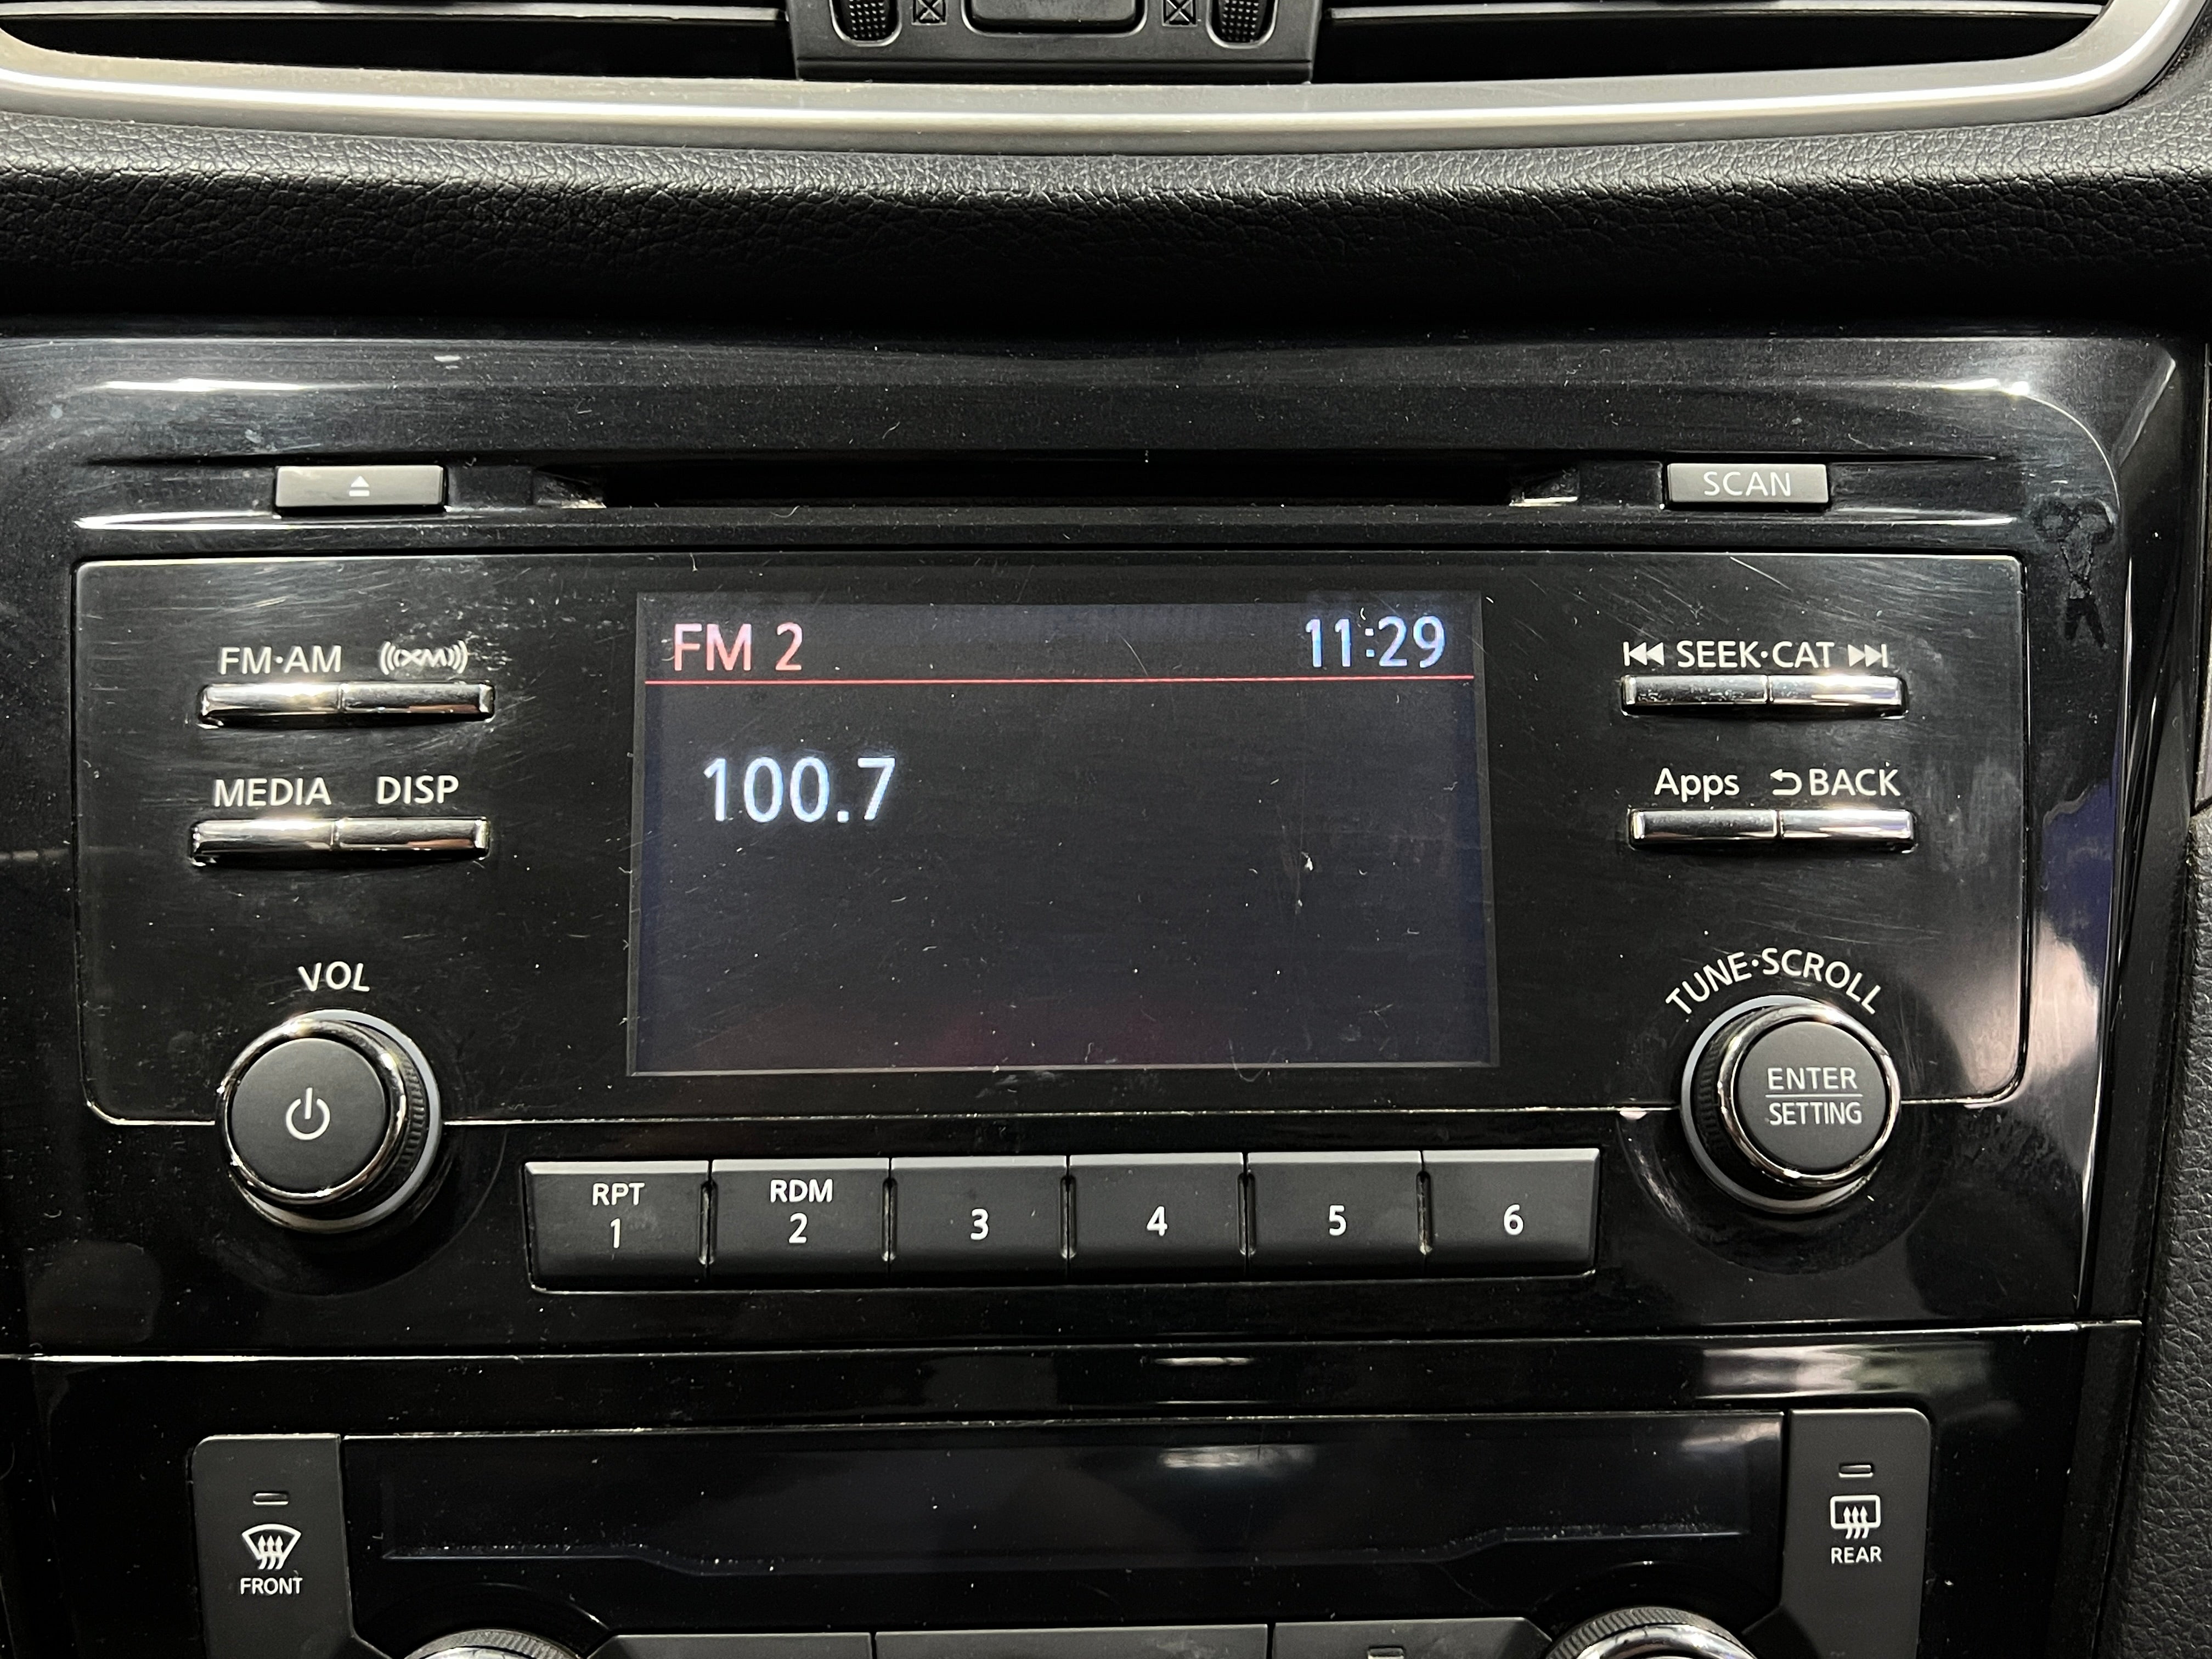 SCAN
FM·AM XM
FM 2 11:29
SEEK·CAT
MEDIA DISP
100.7
Apps BACK
VOL
TUNE·SCROLL
ENTER
SETTING
RPT
1
RDM
2
3
4
5
6
FRONT
REAR